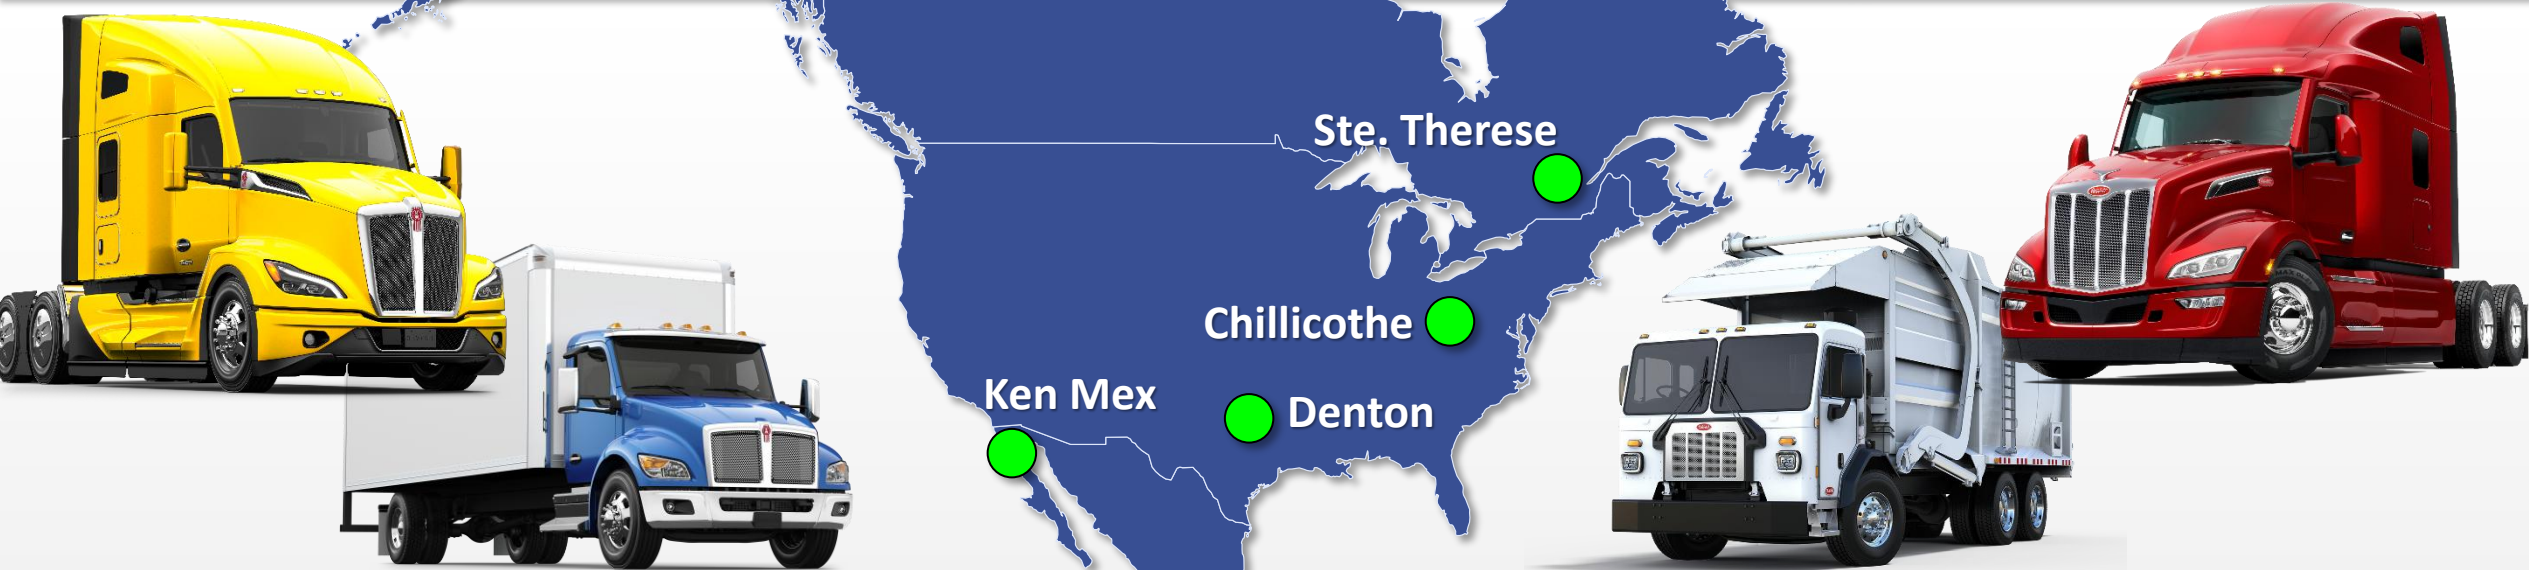 Ste. Therese
Chillicothe
Ken Mex
Denton